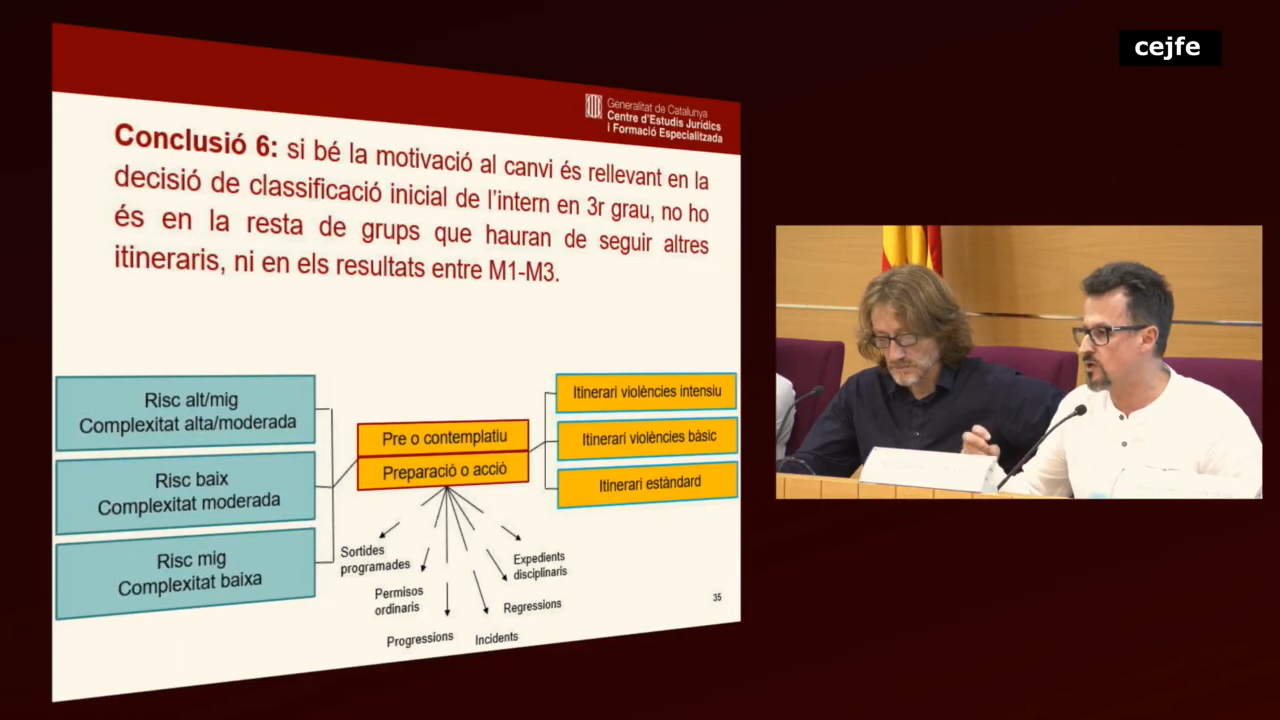 cejfe
Generalitat de Catalunya
Centre d'Estudis Jurídics
i Formació Especialitzada
Conclusió 6: si bé la motivació al canvi és rellevant en la
decisió de classificació inicial de l'intern en 3r grau, no ho
és en la resta de grups que hauran de seguir altres
itineraris, ni en els resultats entre M1-M3.
Risc alt/mig
Complexitat alta/moderada
Risc baix
Complexitat moderada
Risc mig
Complexitat baixa
Pre o contemplatiu
Preparació o acció
Itinerari violències intensiu
Itinerari violències bàsic
Itinerari estàndard
Sortides
programades
Permisos
ordinaris
Progressions
Incidents
Regressions
Expedients
disciplinaris
35